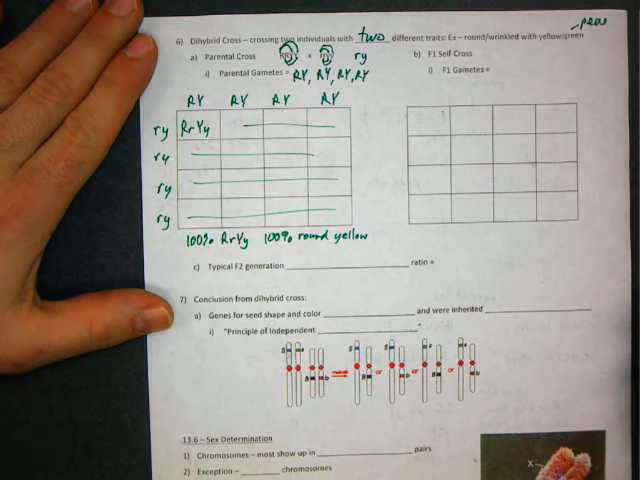 - peas
6) Dihybrid Cross – crossing two individuals with two different traits: Ex – round/wrinkled with yellow/green
a) Parental Cross RRYY x rryy ry b) F1 Self-Cross
i) Parental Gametes = RY, RY, RY, RY i) F1 Gametes =
RY RY RY RY
ry RrYy
ry
ry
ry
100% RrYy 100% round yellow
c) Typical F2 generation ratio =
7) Conclusion from dihybrid cross:
a) Genes for seed shape and color and were inherited
i) "Principle of Independent "
or or or
13.6 – Sex Determination
1) Chromosomes – most show up in pairs
2) Exception – chromosomes
X